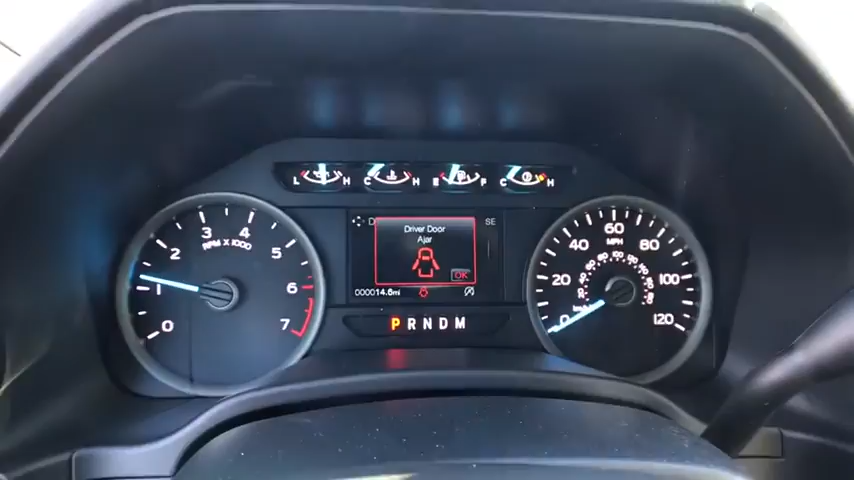 L H C H E F C H
SE
Driver Door
Ajar
OK
000014.6mi
P R N D M
0 1 2 3 4 5 6 7
RPM X 1000
0 20 40 60 80 100 120
MPH